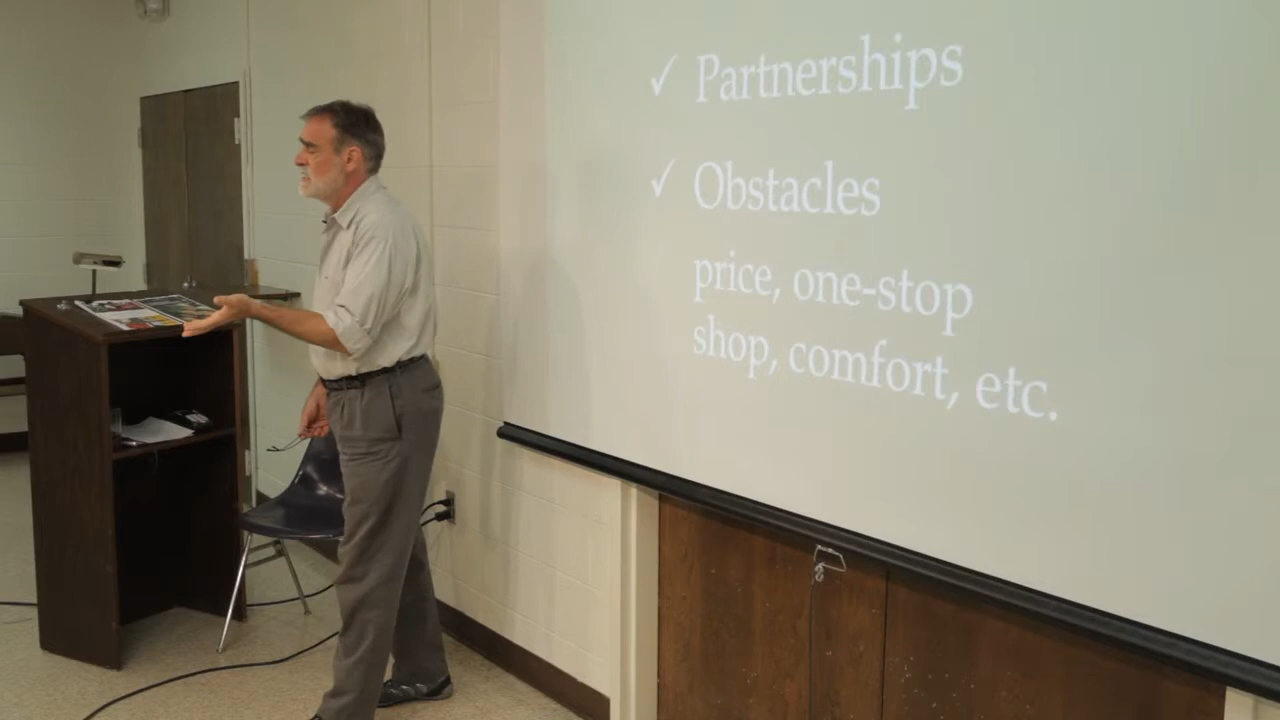 ✓ Partnerships
✓ Obstacles
price, one-stop
shop, comfort, etc.